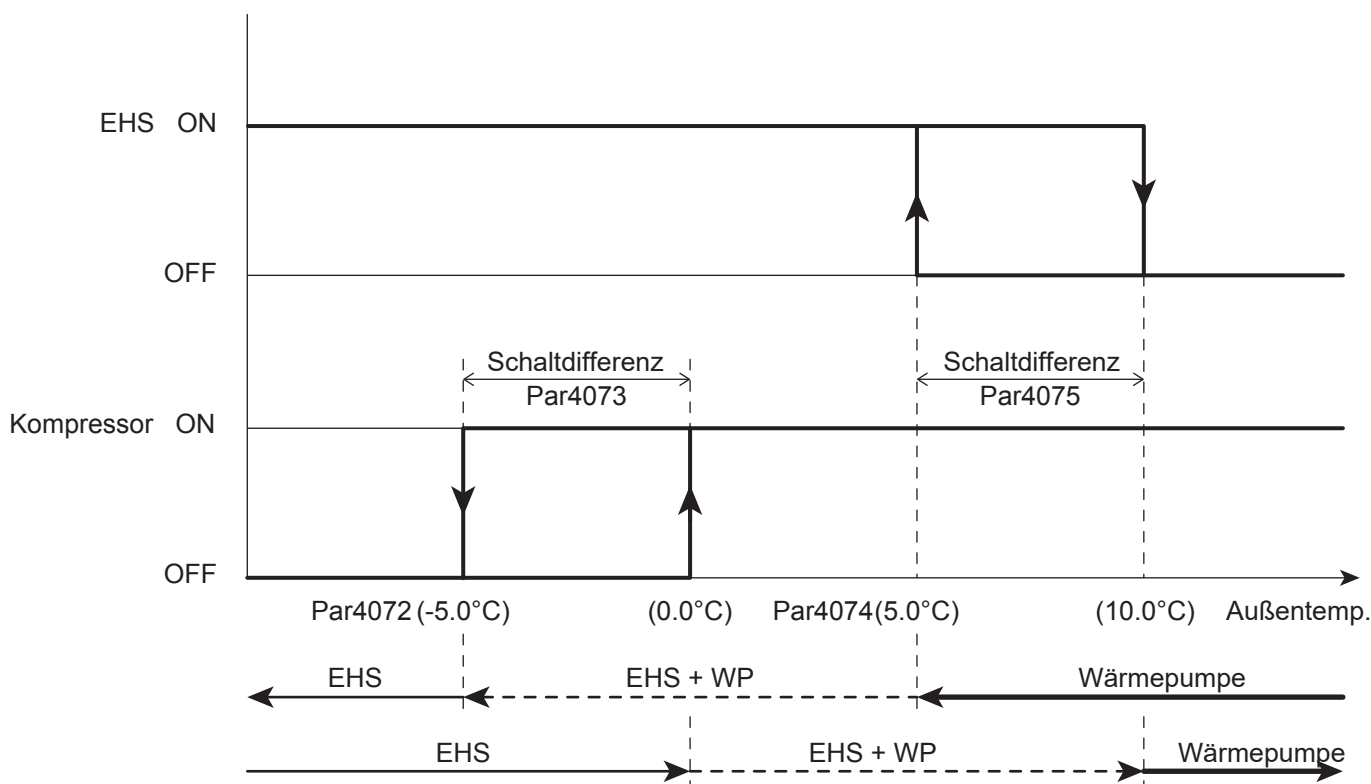 EHS ON
OFF
Schaltdifferenz
Par4073
Schaltdifferenz
Par4075
Kompressor ON
OFF
Par4072 (-5.0°C) (0.0°C) Par4074 (5.0°C) (10.0°C) Außentemp.
EHS EHS + WP Wärmepumpe
EHS EHS + WP Wärmepumpe